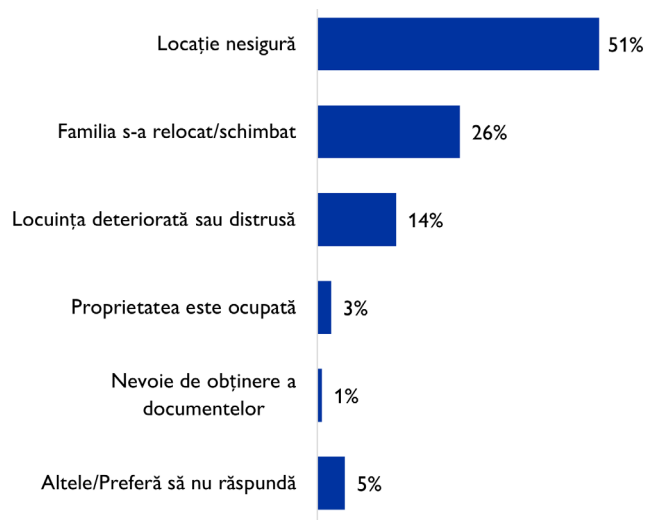 Locație nesigură 51%
Familia s-a relocat/schimbat 26%
Locuința deteriorată sau distrusă 14%
Proprietatea este ocupată 3%
Nevoie de obținere a
documentelor 1%
Altele/Preferă să nu răspundă 5%